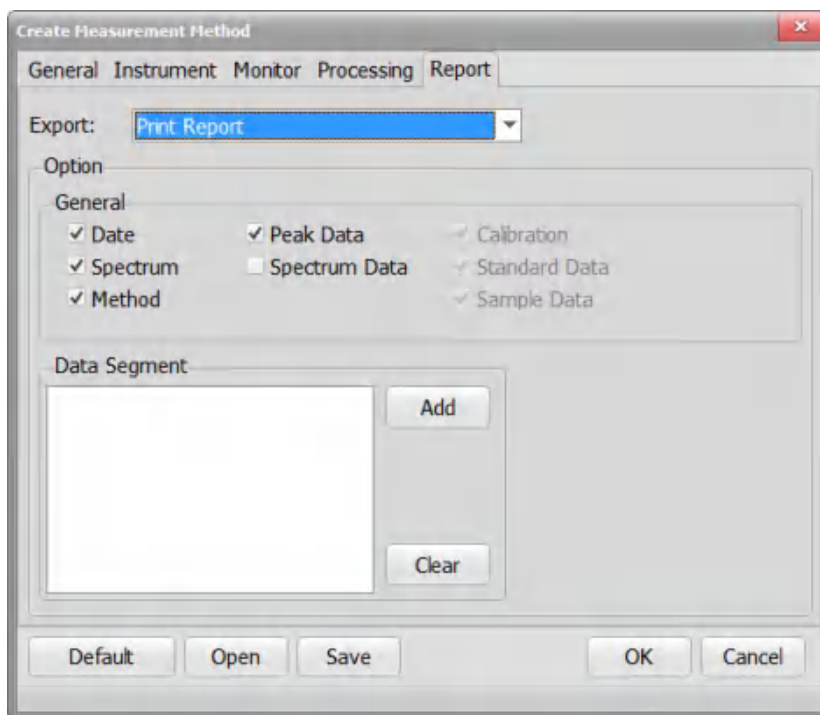 Create Measurement Method
General Instrument Monitor Processing Report
Export: Print Report
Option
General
Date Peak Data Calibration
Spectrum Spectrum Data Standard Data
Method Sample Data
Data Segment
Add
Clear
Default Open Save OK Cancel